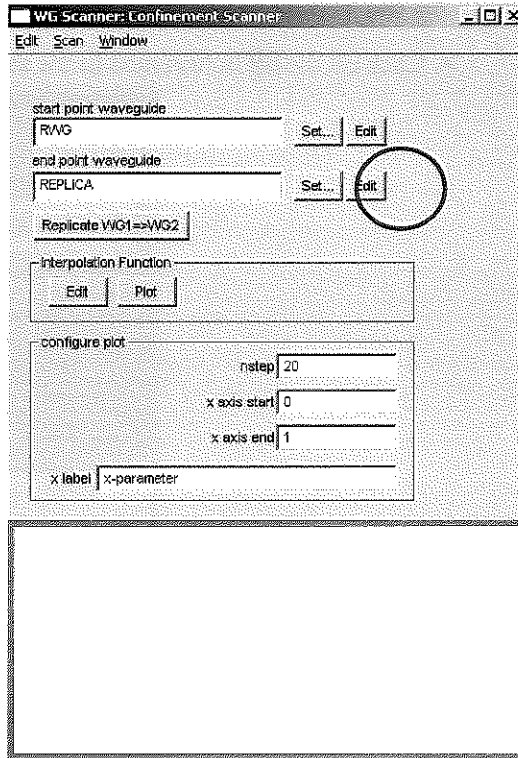 WG Scanner: Confinement Scanner
Edit Scan Window
start point waveguide
RWG Set... Edit
end point waveguide
REPLICA Set... Edit
Replicate WG1=>WG2
Interpolation Function
Edit Plot
configure plot
nstep 20
x axis start 0
x axis end 1
x label x-parameter